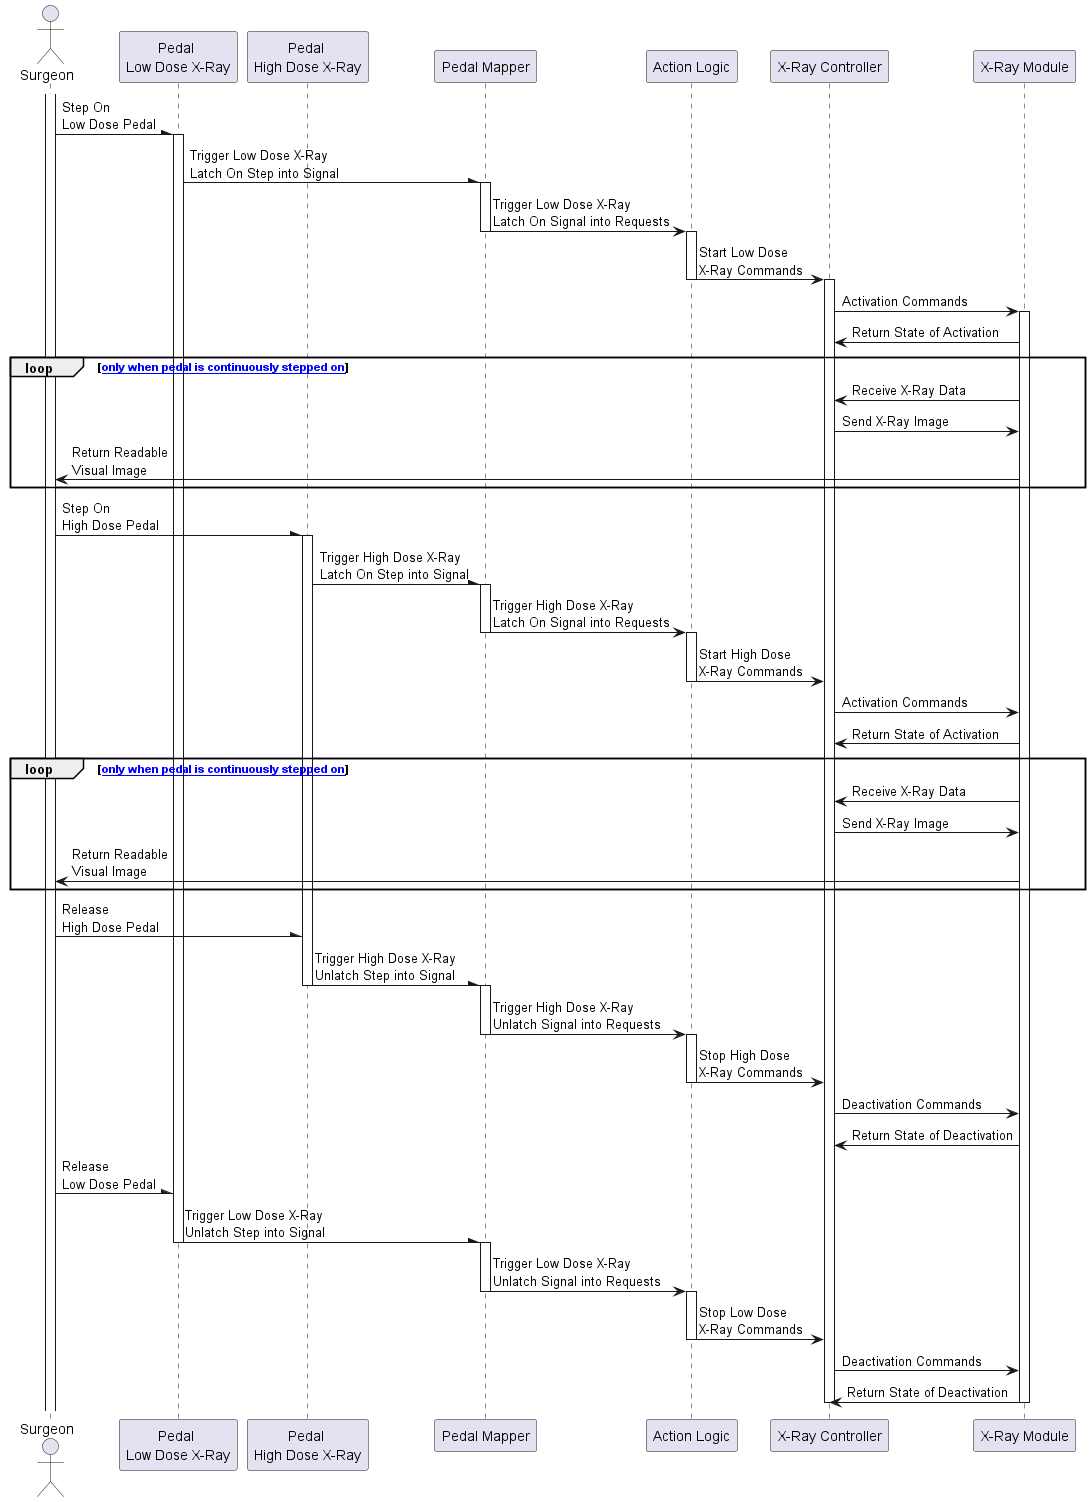 Surgeon
Pedal
Low Dose X-Ray
Pedal
High Dose X-Ray
Pedal Mapper
Action Logic
X-Ray Controller
X-Ray Module
Step On
Low Dose Pedal
Trigger Low Dose X-Ray
Latch On Step into Signal
Trigger Low Dose X-Ray
Latch On Signal into Requests
Start Low Dose
X-Ray Commands
Activation Commands
Return State of Activation
loop
[only when pedal is continuously stepped on]
Receive X-Ray Data
Send X-Ray Image
Return Readable
Visual Image
Step On
High Dose Pedal
Trigger High Dose X-Ray
Latch On Step into Signal
Trigger High Dose X-Ray
Latch On Signal into Requests
Start High Dose
X-Ray Commands
Activation Commands
Return State of Activation
loop
[only when pedal is continuously stepped on]
Receive X-Ray Data
Send X-Ray Image
Return Readable
Visual Image
Release
High Dose Pedal
Trigger High Dose X-Ray
Unlatch Step into Signal
Trigger High Dose X-Ray
Unlatch Signal into Requests
Stop High Dose
X-Ray Commands
Deactivation Commands
Return State of Deactivation
Release
Low Dose Pedal
Trigger Low Dose X-Ray
Unlatch Step into Signal
Trigger Low Dose X-Ray
Unlatch Signal into Requests
Stop Low Dose
X-Ray Commands
Deactivation Commands
Return State of Deactivation
Surgeon
Pedal
Low Dose X-Ray
Pedal
High Dose X-Ray
Pedal Mapper
Action Logic
X-Ray Controller
X-Ray Module